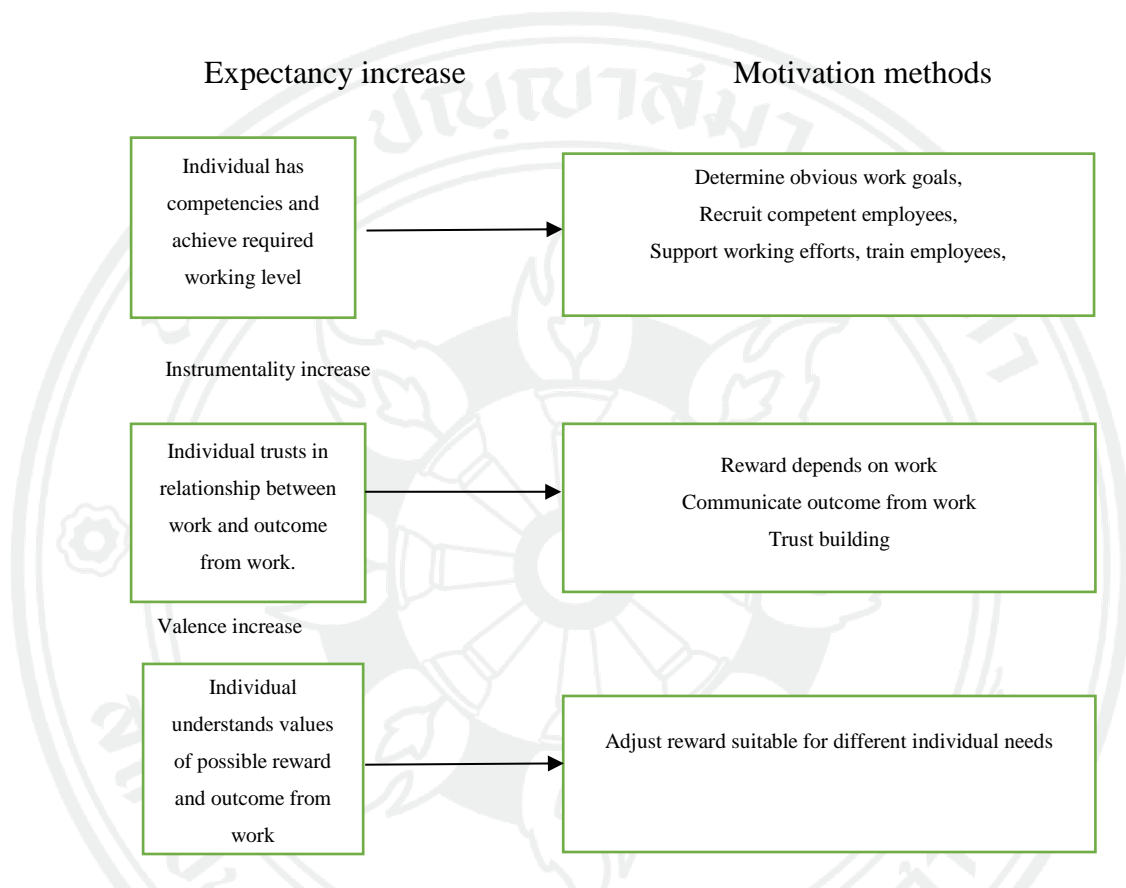 Expectancy increase
Motivation methods
Individual has
competencies and
achieve required
working level
Determine obvious work goals,
Recruit competent employees,
Support working efforts, train employees,
Instrumentality increase
Individual trusts in
relationship between
work and outcome
from work.
Reward depends on work
Communicate outcome from work
Trust building
Valence increase
Individual
understands values
of possible reward
and outcome from
work
Adjust reward suitable for different individual needs